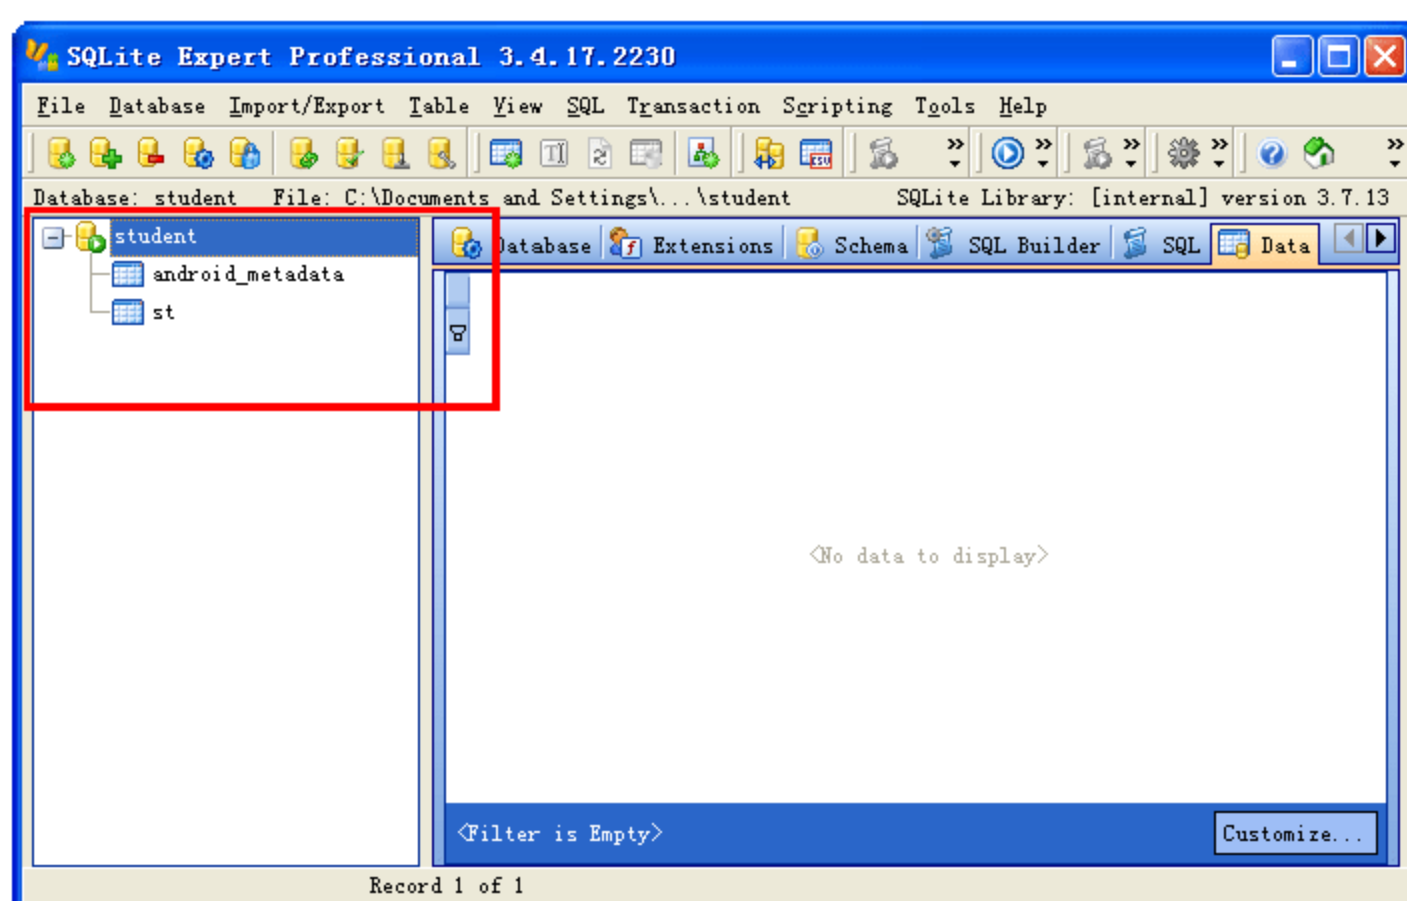 SQLite Expert Professional 3.4.17.2230
File Database Import/Export Table View SQL Transaction Scripting Tools Help
Database: student File: C:\Documents and Settings\...\student SQLite Library: [internal] version 3.7.13
student
android_metadata
st
Database Extensions Schema SQL Builder SQL Data
<No data to display>
<Filter is Empty>
Customize...
Record 1 of 1